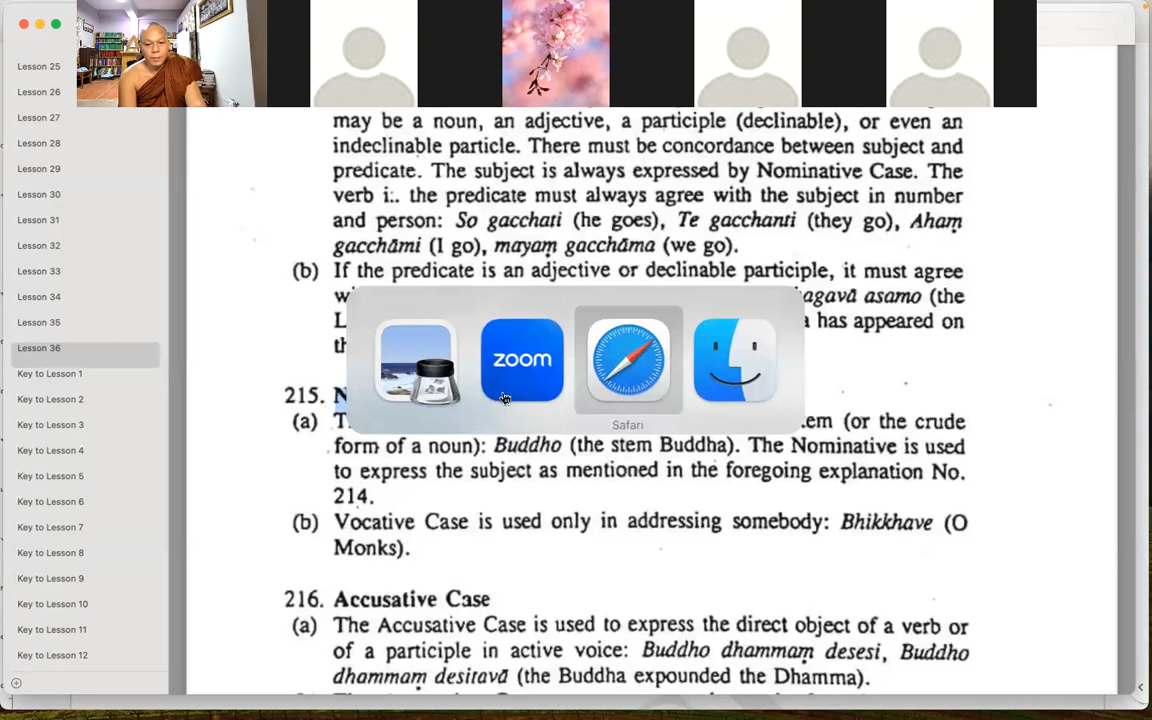 Lesson 25
Lesson 26
Lesson 27
Lesson 28
Lesson 29
Lesson 30
Lesson 31
Lesson 32
Lesson 33
Lesson 34
Lesson 35
Lesson 36
Key to Lesson 1
Key to Lesson 2
Key to Lesson 3
Key to Lesson 4
Key to Lesson 5
Key to Lesson 6
Key to Lesson 7
Key to Lesson 8
Key to Lesson 9
Key to Lesson 10
Key to Lesson 11
Key to Lesson 12
may be a noun, an adjective, a participle (declinable), or even an
indeclinable particle. There must be concordance between subject and
predicate. The subject is always expressed by Nominative Case. The
verb i:. the predicate must always agree with the subject in number
and person: So gacchati (he goes), Te gacchanti (they go), Ahaṃ
gacchāmi (I go), mayaṃ gacchāma (we go).
(b) If the predicate is an adjective or declinable participle, it must agree
asamo (the
has appeared on
zoom
Safari
215.
(a) (or the crude
form of a noun): Buddho (the stem Buddha). The Nominative is used
to express the subject as mentioned in the foregoing explanation No.
214.
(b) Vocative Case is used only in addressing somebody: Bhikkhave (O
Monks).
216. Accusative Case
(a) The Accusative Case is used to express the direct object of a verb or
of a participle in active voice: Buddho dhammaṃ desesi, Buddho
dhammaṃ desitavā (the Buddha expounded the Dhamma).